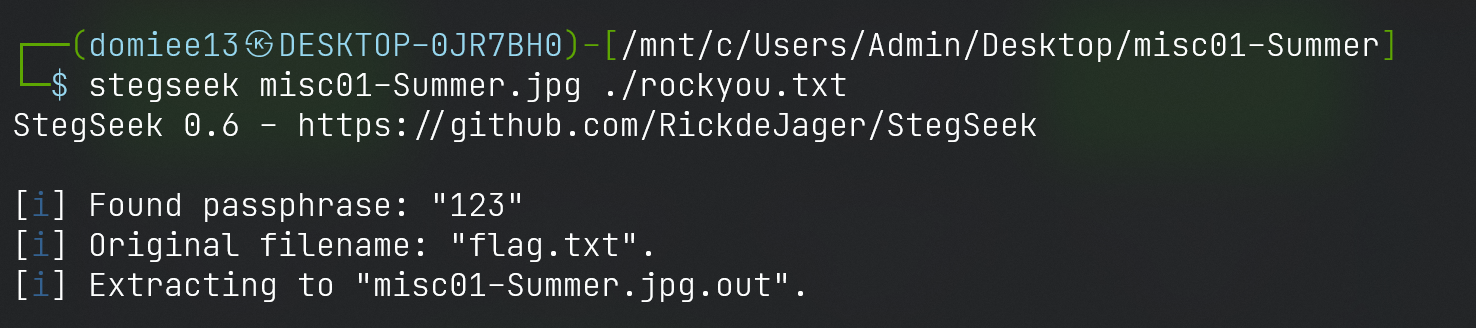 ┌──(domiee13㉿DESKTOP-0JR7BH0)-[/mnt/c/Users/Admin/Desktop/misc01-Summer]
└─$ stegseek misc01-Summer.jpg ./rockyou.txt
StegSeek 0.6 - https://github.com/RickdeJager/StegSeek

[i] Found passphrase: "123"
[i] Original filename: "flag.txt".
[i] Extracting to "misc01-Summer.jpg.out".